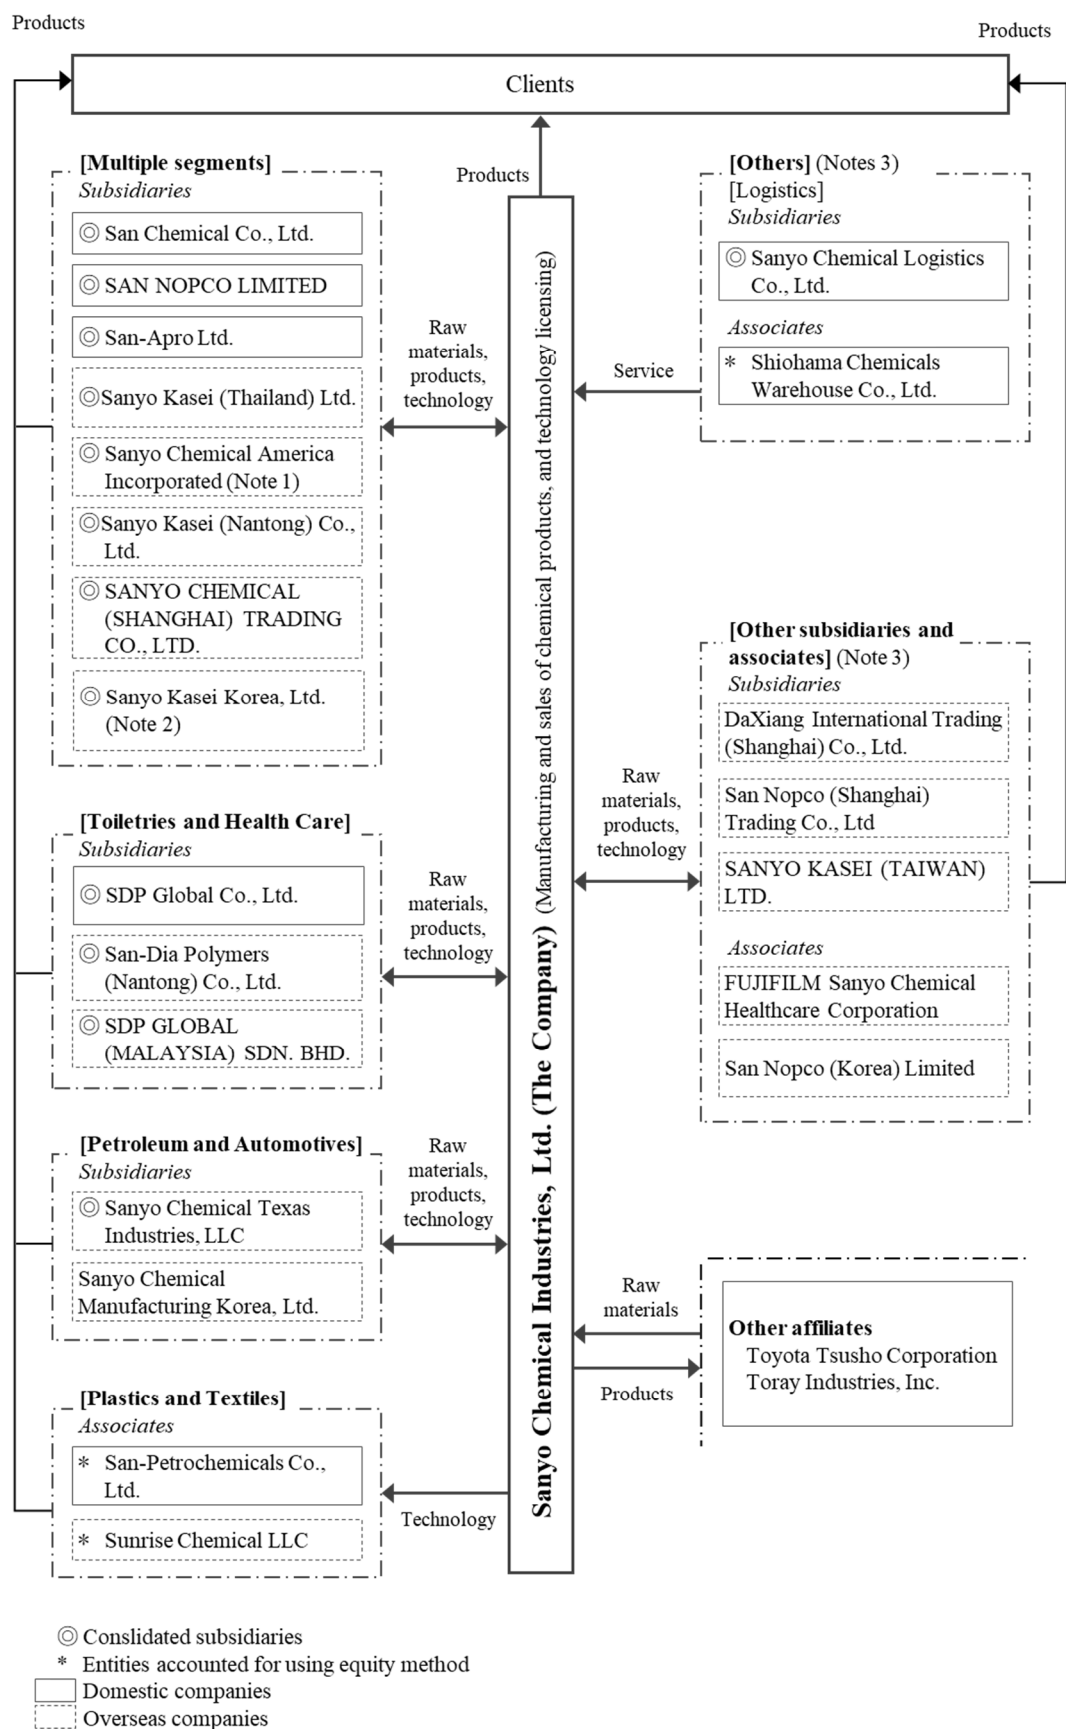 Products
Products
Clients
[Multiple segments]
Subsidiaries
◎ San Chemical Co., Ltd.
◎ SAN NOPCO LIMITED
◎ San-Apro Ltd.
◎Sanyo Kasei (Thailand) Ltd.
◎ Sanyo Chemical America
Incorporated (Note 1)
◎Sanyo Kasei (Nantong) Co.,
Ltd.
◎ SANYO CHEMICAL
(SHANGHAI) TRADING
CO., LTD.
◎ Sanyo Kasei Korea, Ltd.
(Note 2)
Raw
materials,
products,
technology
[Toiletries and Health Care]
Subsidiaries
◎ SDP Global Co., Ltd.
◎ San-Dia Polymers
(Nantong) Co., Ltd.
◎ SDP GLOBAL
(MALAYSIA) SDN. BHD.
Raw
materials,
products,
technology
[Petroleum and Automotives]
Subsidiaries
◎ Sanyo Chemical Texas
Industries, LLC
Sanyo Chemical
Manufacturing Korea, Ltd.
Raw
materials,
products,
technology
[Plastics and Textiles]
Associates
* San-Petrochemicals Co.,
Ltd.
* Sunrise Chemical LLC
Technology
Products
Sanyo Chemical Industries, Ltd. (The Company) (Manufacturing and sales of chemical products, and technology licensing)
[Others] (Notes 3)
[Logistics]
Subsidiaries
◎ Sanyo Chemical Logistics
Co., Ltd.
Associates
* Shiohama Chemicals
Warehouse Co., Ltd.
Service
[Other subsidiaries and
associates] (Note 3)
Subsidiaries
DaXiang International Trading
(Shanghai) Co., Ltd.
San Nopco (Shanghai)
Trading Co., Ltd
SANYO KASEI (TAIWAN)
LTD.
Associates
FUJIFILM Sanyo Chemical
Healthcare Corporation
San Nopco (Korea) Limited
Raw
materials,
products,
technology
Raw
materials
Products
Other affiliates
Toyota Tsusho Corporation
Toray Industries, Inc.
◎ Conslidated subsidiaries
* Entities accounted for using equity method
Domestic companies
Overseas companies